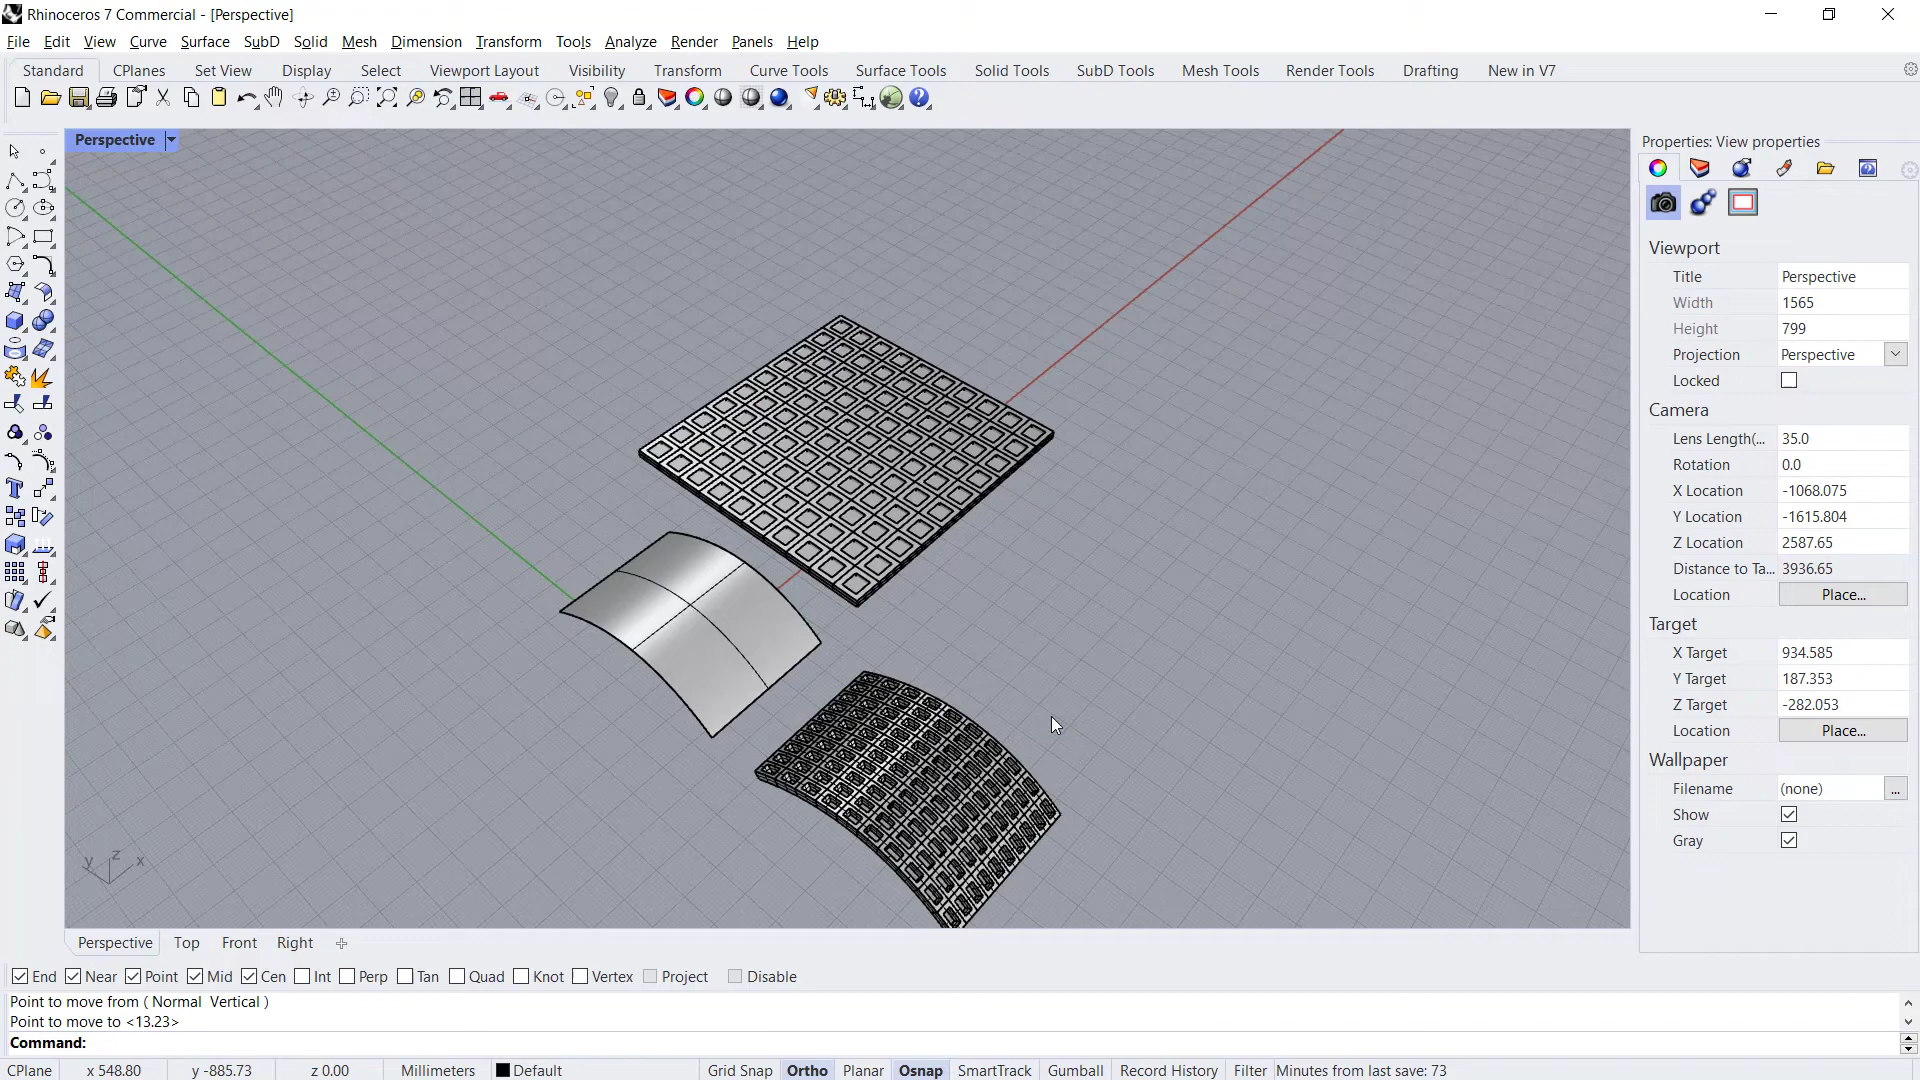 Rhinoceros 7 Commercial - [Perspective]
File Edit View Curve Surface SubD Solid Mesh Dimension Transform Tools Analyze Render Panels Help
Standard CPlanes Set View Display Select Viewport Layout Visibility Transform Curve Tools Surface Tools Solid Tools SubD Tools Mesh Tools Render Tools Drafting New in V7
Perspective
Properties: View properties
Viewport
Title Perspective
Width 1565
Height 799
Projection Perspective
Locked
Camera
Lens Length(... 35.0
Rotation 0.0
X Location -1068.075
Y Location -1615.804
Z Location 2587.65
Distance to Ta... 3936.65
Location Place...
Target
X Target 934.585
Y Target 187.353
Z Target -282.053
Location Place...
Wallpaper
Filename (none) ...
Show
Gray
y z x
Perspective Top Front Right
End Near Point Mid Cen Int Perp Tan Quad Knot Vertex Project Disable
Point to move from ( Normal Vertical )
Point to move to <13.23>
Command:
CPlane x 548.80 y -885.73 z 0.00 Millimeters Default Grid Snap Ortho Planar Osnap SmartTrack Gumball Record History Filter Minutes from last save: 73